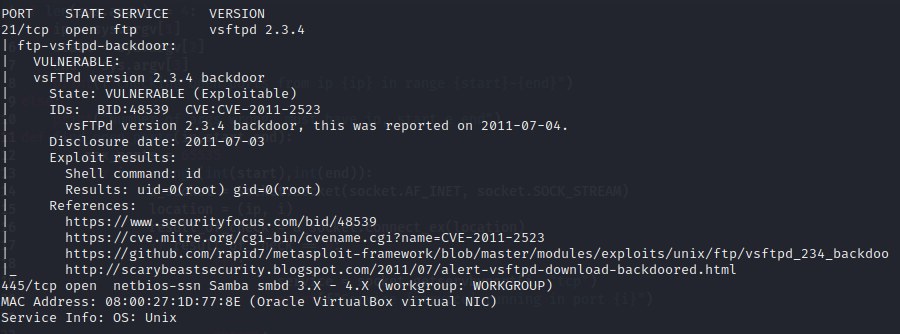 PORT    STATE SERVICE     VERSION
21/tcp  open  ftp         vsftpd 2.3.4
| ftp-vsftpd-backdoor:
|   VULNERABLE:
|   vsFTPd version 2.3.4 backdoor
|     State: VULNERABLE (Exploitable)
|     IDs:  BID:48539  CVE:CVE-2011-2523
|       vsFTPd version 2.3.4 backdoor, this was reported on 2011-07-04.
|     Disclosure date: 2011-07-03
|     Exploit results:
|       Shell command: id
|       Results: uid=0(root) gid=0(root)
|     References:
|       https://www.securityfocus.com/bid/48539
|       https://cve.mitre.org/cgi-bin/cvename.cgi?name=CVE-2011-2523
|       https://github.com/rapid7/metasploit-framework/blob/master/modules/exploits/unix/ftp/vsftpd_234_backdoo
|_      http://scarybeastsecurity.blogspot.com/2011/07/alert-vsftpd-download-backdoored.html
445/tcp open  netbios-ssn Samba smbd 3.X - 4.X (workgroup: WORKGROUP)
MAC Address: 08:00:27:1D:77:8E (Oracle VirtualBox virtual NIC)
Service Info: OS: Unix